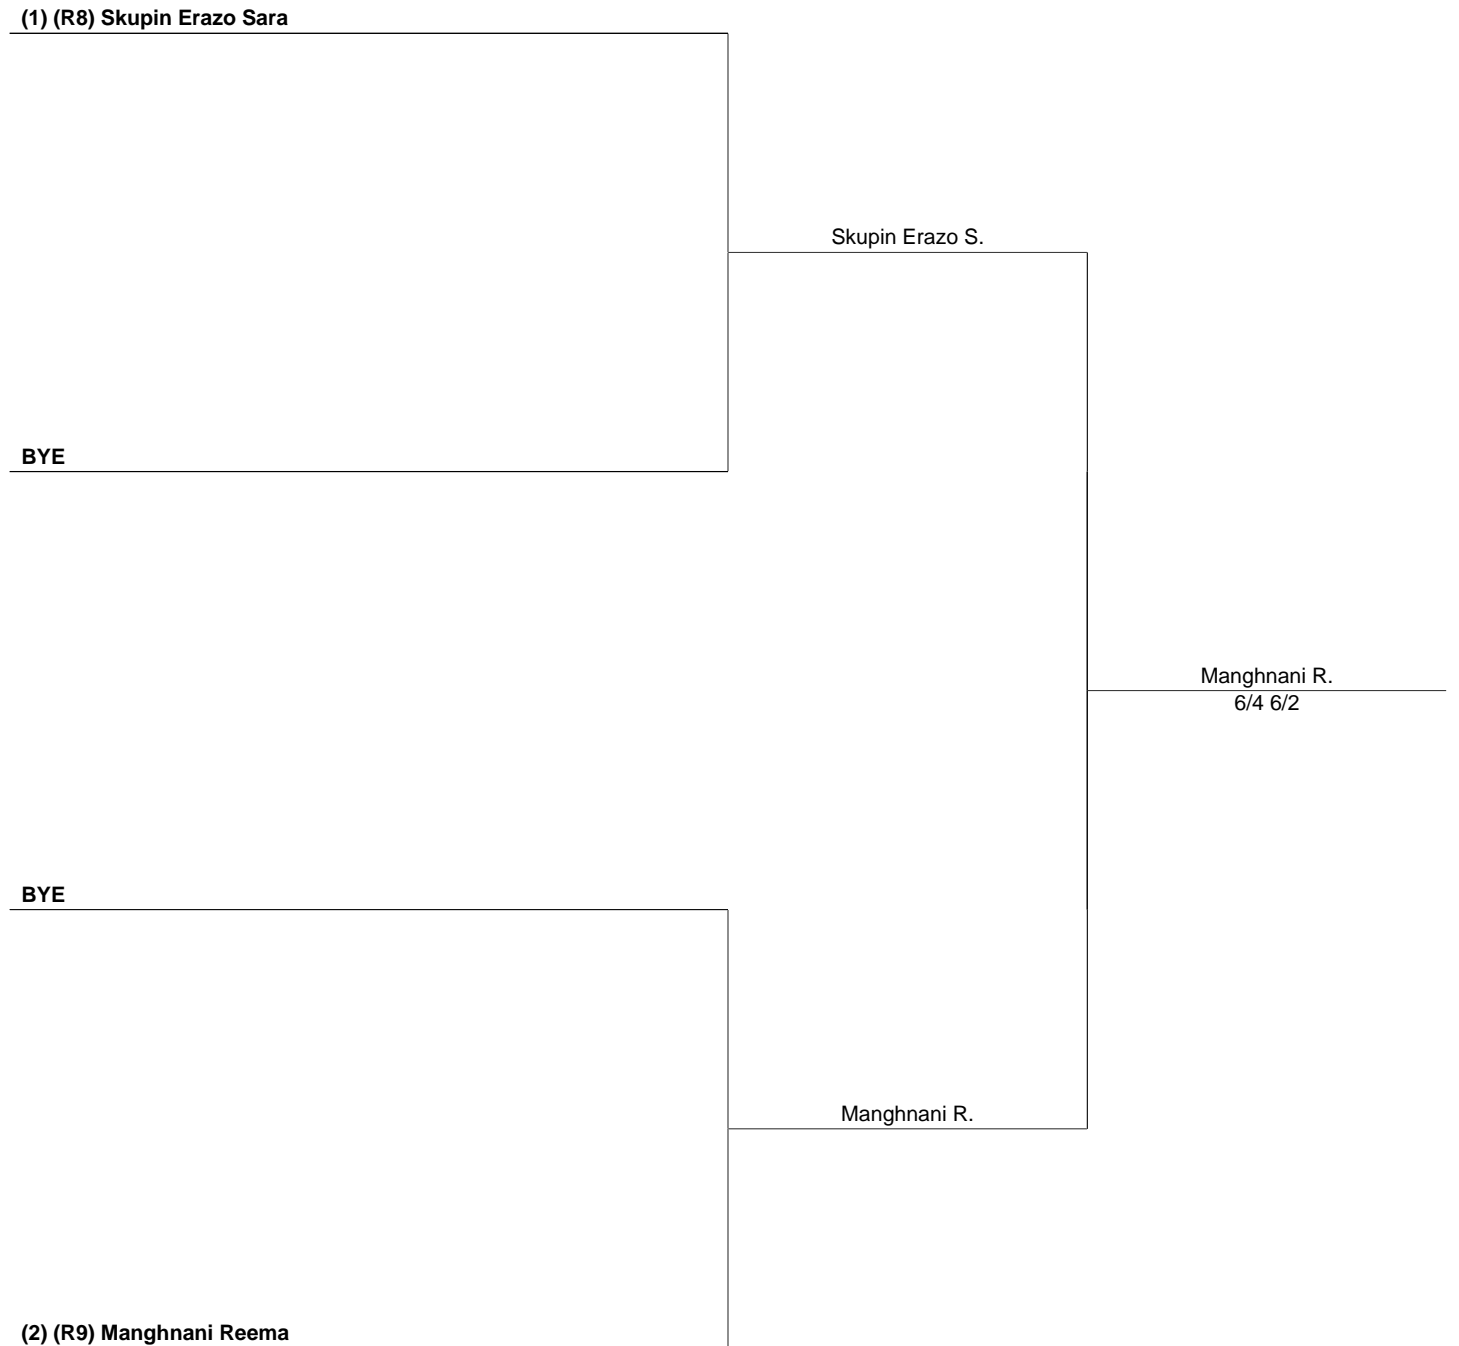 (1) (R8) Skupin Erazo Sara
Skupin Erazo S.
BYE
Manghnani R.
6/4 6/2
BYE
Manghnani R.
(2) (R9) Manghnani Reema